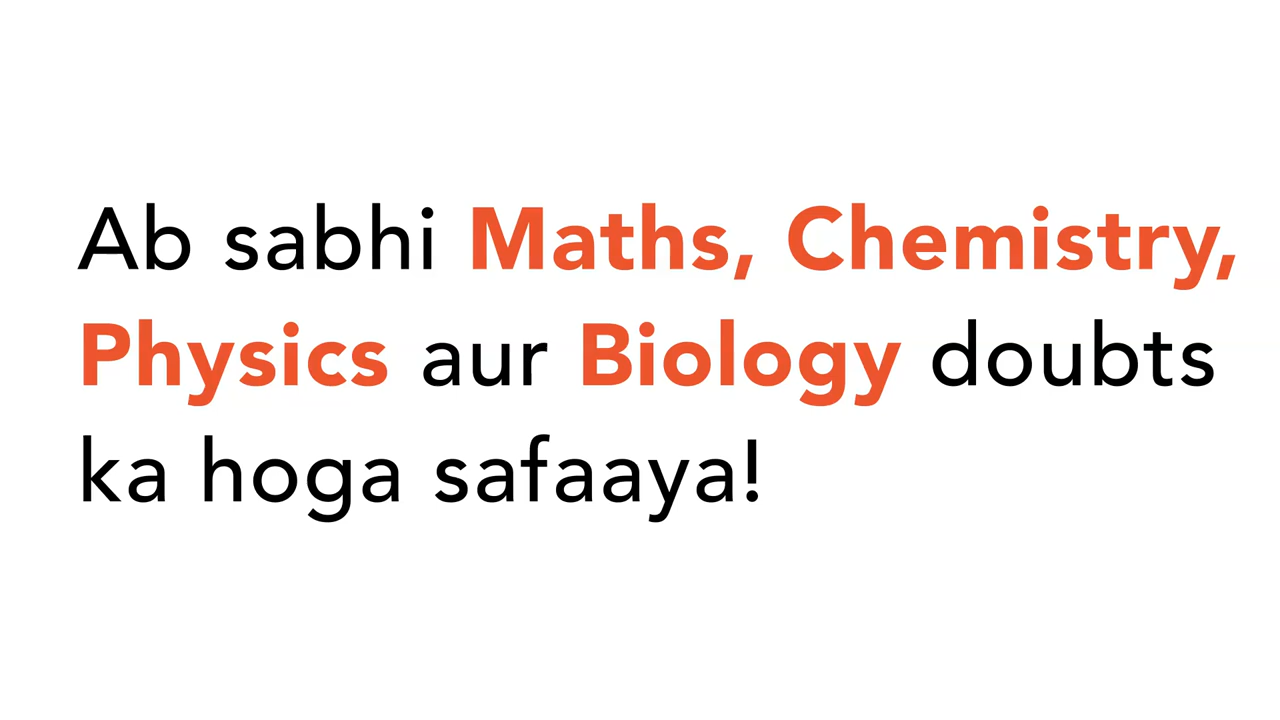 Ab sabhi Maths, Chemistry,
Physics aur Biology doubts
ka hoga safaaya!